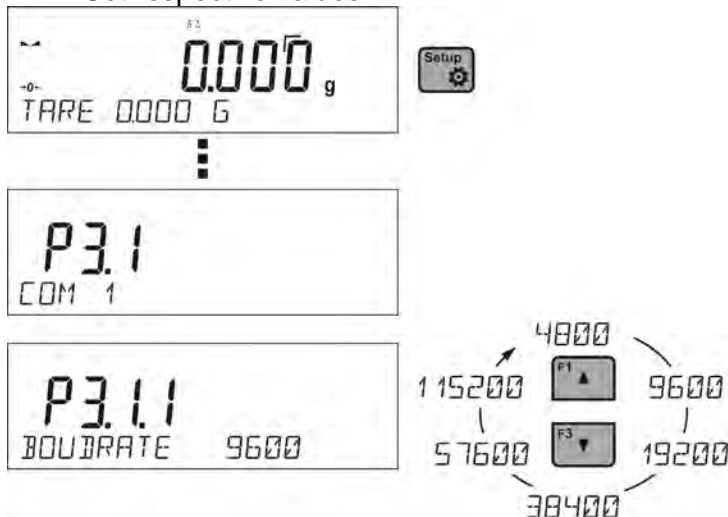 0.000 g
-0-
TARE 0.000 G
Setup
P3.1
COM 1
P3.1.1
BOUDRATE 9600
4800
115200
F1
9600
57600
F3
19200
38400